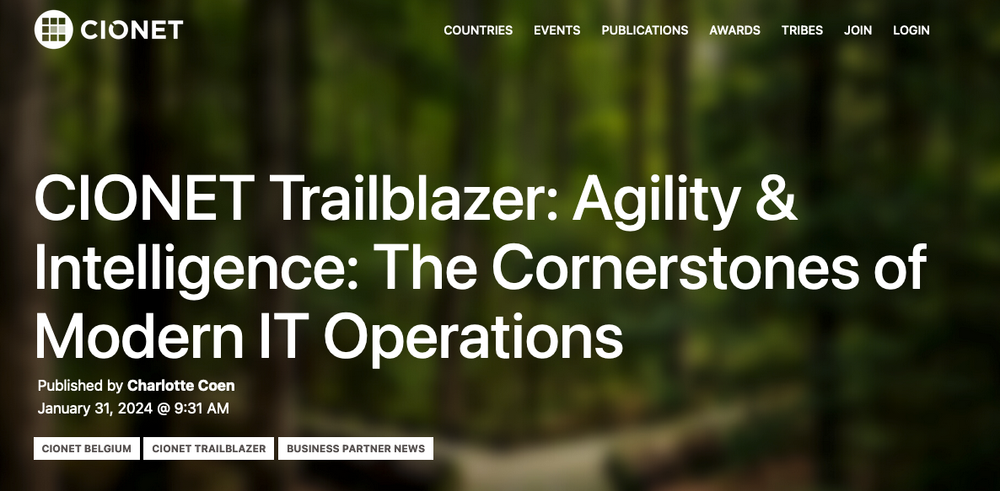 CIONET
COUNTRIES EVENTS PUBLICATIONS AWARDS TRIBES JOIN LOGIN
CIONET Trailblazer: Agility &
Intelligence: The Cornerstones of
Modern IT Operations
Published by Charlotte Coen
January 31, 2024 @ 9:31 AM
CIONET BELGIUM CIONET TRAILBLAZER BUSINESS PARTNER NEWS